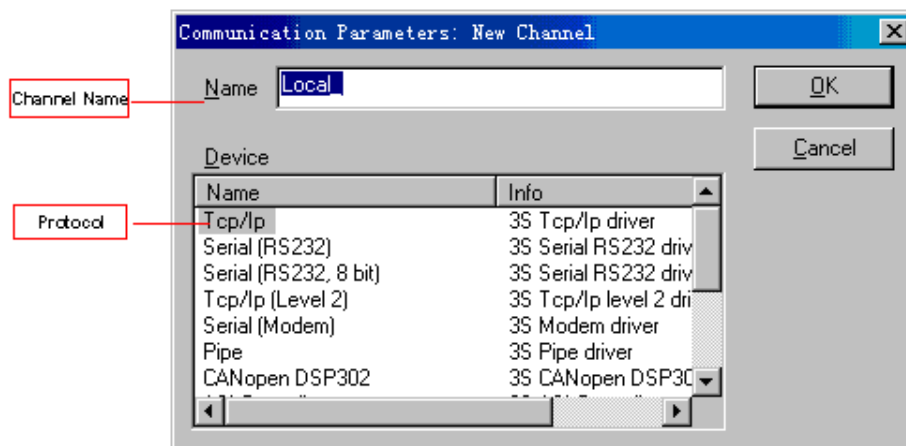 Communication Parameters: New Channel
Channel Name
Name Local_
OK
Cancel
Device
Name Info
Protocol
Tcp/Ip 3S Tcp/Ip driver
Serial (RS232) 3S Serial RS232 driv
Serial (RS232, 8 bit) 3S Serial RS232 driv
Tcp/Ip (Level 2) 3S Tcp/Ip level 2 dri
Serial (Modem) 3S Modem driver
Pipe 3S Pipe driver
CANopen DSP302 3S CANopen DSP30